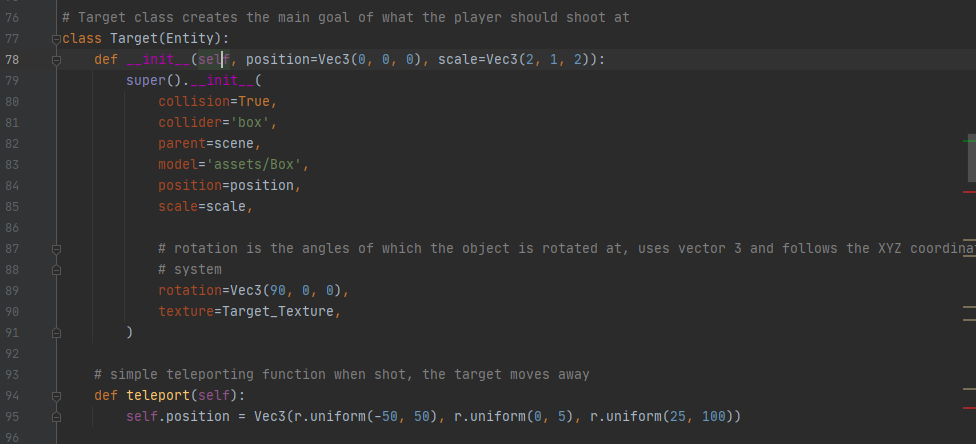 76 # Target class creates the main goal of what the player should shoot at
77 class Target(Entity):
78 def __init__(self, position=Vec3(0, 0, 0), scale=Vec3(2, 1, 2)):
79 super().__init__(
80 collision=True,
81 collider='box',
82 parent=scene,
83 model='assets/Box',
84 position=position,
85 scale=scale,
86
87 # rotation is the angles of which the object is rotated at, uses vector 3 and follows the XYZ coordina
88 # system
89 rotation=Vec3(90, 0, 0),
90 texture=Target_Texture,
91 )
92
93 # simple teleporting function when shot, the target moves away
94 def teleport(self):
95 self.position = Vec3(r.uniform(-50, 50), r.uniform(0, 5), r.uniform(25, 100))
96